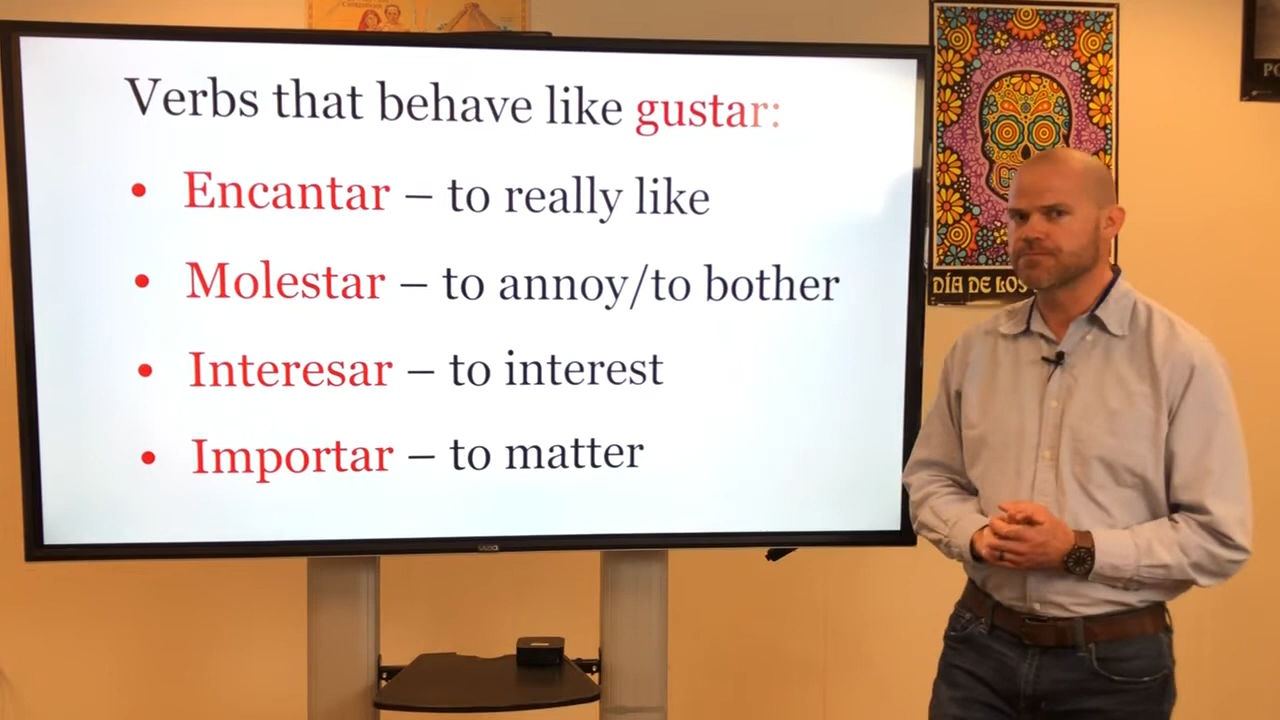 Verbs that behave like gustar:
• Encantar – to really like
• Molestar – to annoy/to bother
• Interesar – to interest
• Importar – to matter
DÍA DE LOS